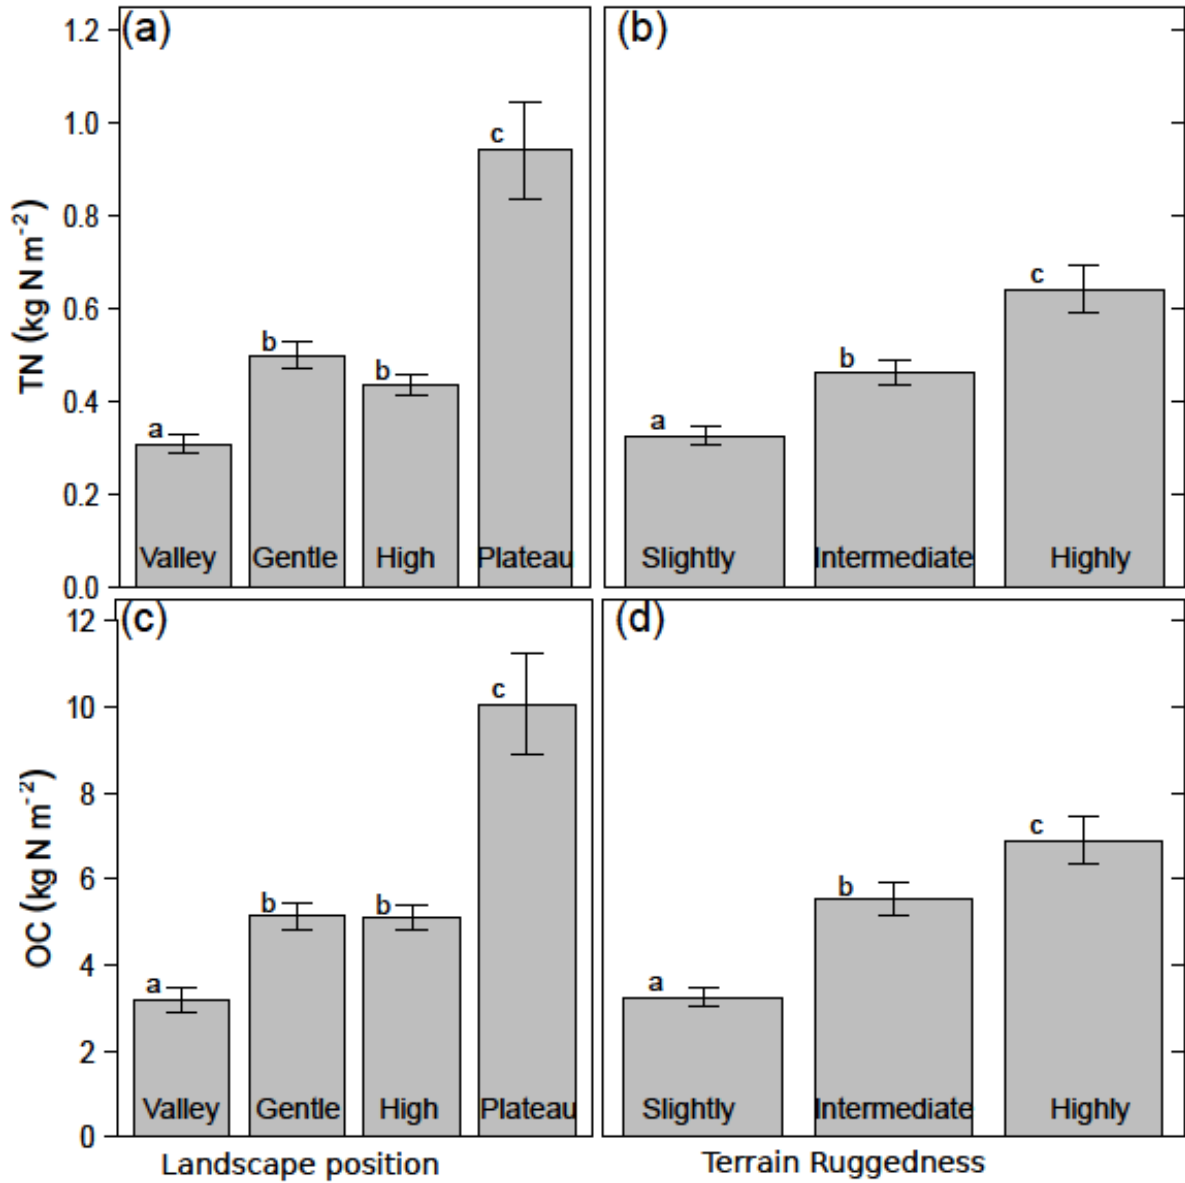 (a)
(b)
TN (kg N m⁻²)
1.2
1.0
0.8
0.6
0.4
0.2
0.0
a
b
b
c
Valley Gentle High Plateau
a
b
c
Slightly Intermediate Highly
(c)
(d)
OC (kg N m⁻²)
12
10
8
6
4
2
0
a
b
b
c
Valley Gentle High Plateau
a
b
c
Slightly Intermediate Highly
Landscape position
Terrain Ruggedness